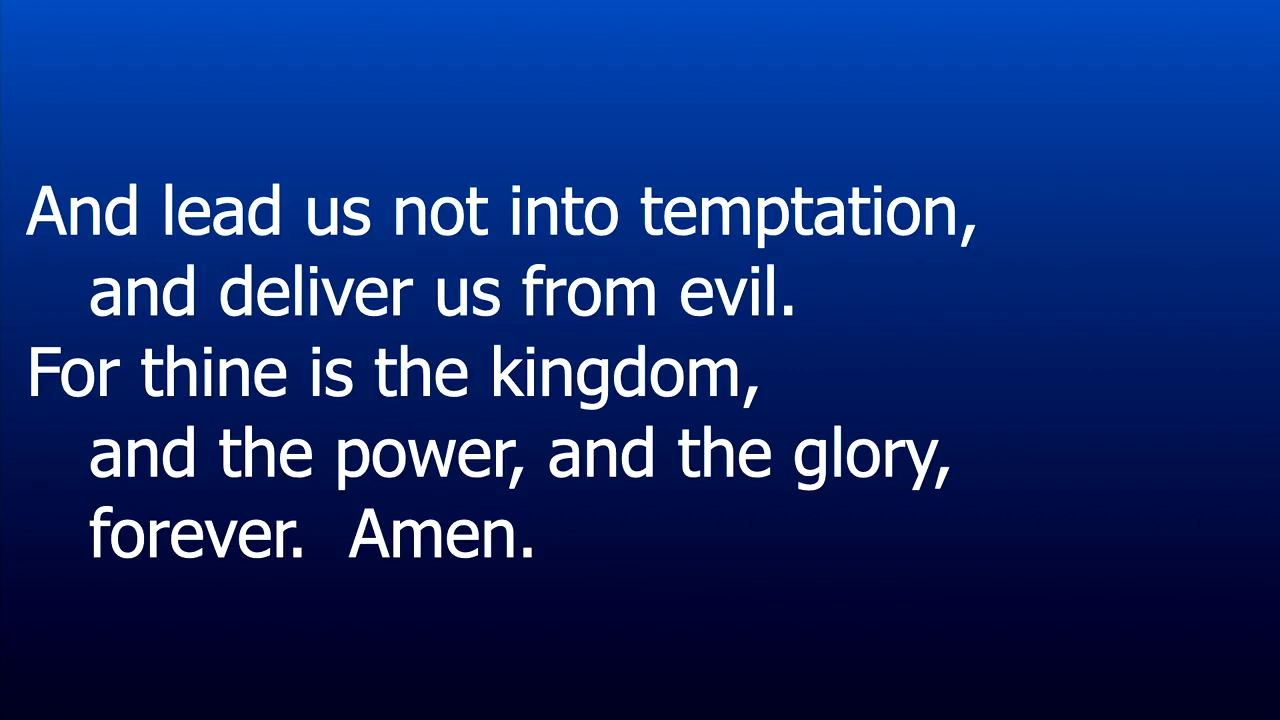 And lead us not into temptation,
and deliver us from evil.
For thine is the kingdom,
and the power, and the glory,
forever.  Amen.